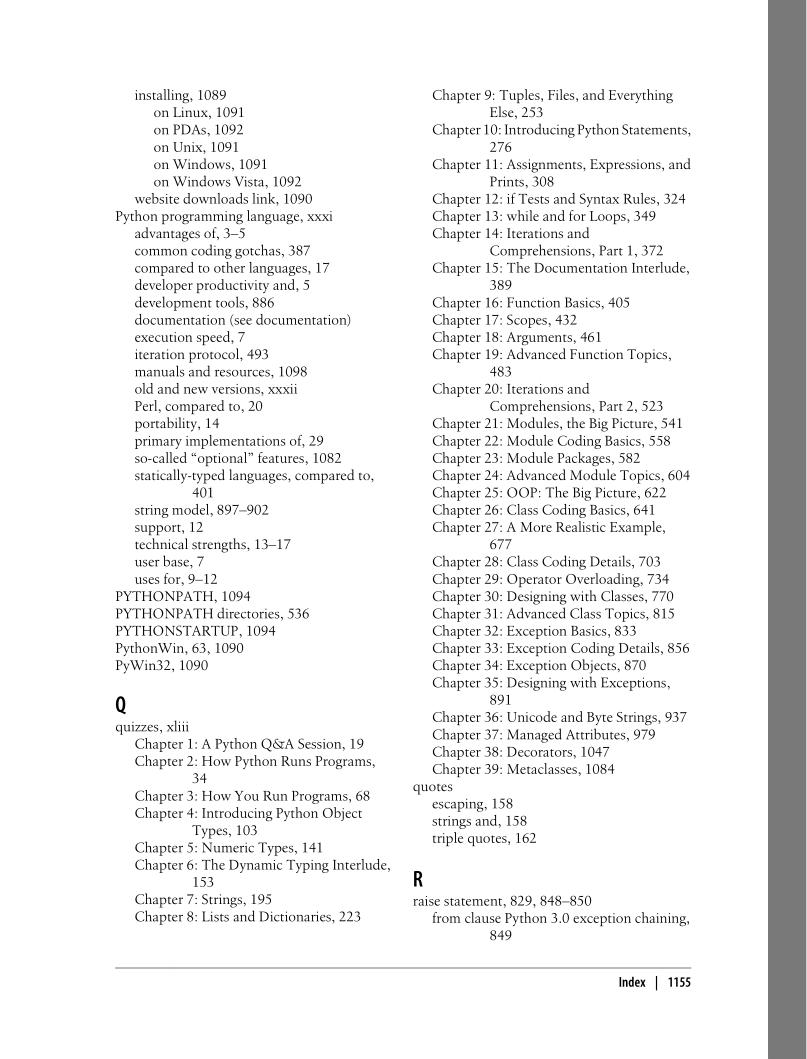 installing, 1089
on Linux, 1091
on PDAs, 1092
on Unix, 1091
on Windows, 1091
on Windows Vista, 1092
website downloads link, 1090
Python programming language, xxxi
advantages of, 3–5
common coding gotchas, 387
compared to other languages, 17
developer productivity and, 5
development tools, 886
documentation (see documentation)
execution speed, 7
iteration protocol, 493
manuals and resources, 1098
old and new versions, xxxii
Perl, compared to, 20
portability, 14
primary implementations of, 29
so-called “optional” features, 1082
statically-typed languages, compared to,
401
string model, 897–902
support, 12
technical strengths, 13–17
user base, 7
uses for, 9–12
PYTHONPATH, 1094
PYTHONPATH directories, 536
PYTHONSTARTUP, 1094
PythonWin, 63, 1090
PyWin32, 1090
Q
quizzes, xliii
Chapter 1: A Python Q&A Session, 19
Chapter 2: How Python Runs Programs,
34
Chapter 3: How You Run Programs, 68
Chapter 4: Introducing Python Object
Types, 103
Chapter 5: Numeric Types, 141
Chapter 6: The Dynamic Typing Interlude,
153
Chapter 7: Strings, 195
Chapter 8: Lists and Dictionaries, 223
Chapter 9: Tuples, Files, and Everything
Else, 253
Chapter 10: Introducing Python Statements,
276
Chapter 11: Assignments, Expressions, and
Prints, 308
Chapter 12: if Tests and Syntax Rules, 324
Chapter 13: while and for Loops, 349
Chapter 14: Iterations and
Comprehensions, Part 1, 372
Chapter 15: The Documentation Interlude,
389
Chapter 16: Function Basics, 405
Chapter 17: Scopes, 432
Chapter 18: Arguments, 461
Chapter 19: Advanced Function Topics,
483
Chapter 20: Iterations and
Comprehensions, Part 2, 523
Chapter 21: Modules, the Big Picture, 541
Chapter 22: Module Coding Basics, 558
Chapter 23: Module Packages, 582
Chapter 24: Advanced Module Topics, 604
Chapter 25: OOP: The Big Picture, 622
Chapter 26: Class Coding Basics, 641
Chapter 27: A More Realistic Example,
677
Chapter 28: Class Coding Details, 703
Chapter 29: Operator Overloading, 734
Chapter 30: Designing with Classes, 770
Chapter 31: Advanced Class Topics, 815
Chapter 32: Exception Basics, 833
Chapter 33: Exception Coding Details, 856
Chapter 34: Exception Objects, 870
Chapter 35: Designing with Exceptions,
891
Chapter 36: Unicode and Byte Strings, 937
Chapter 37: Managed Attributes, 979
Chapter 38: Decorators, 1047
Chapter 39: Metaclasses, 1084
quotes
escaping, 158
strings and, 158
triple quotes, 162
R
raise statement, 829, 848–850
from clause Python 3.0 exception chaining,
849
Index | 1155